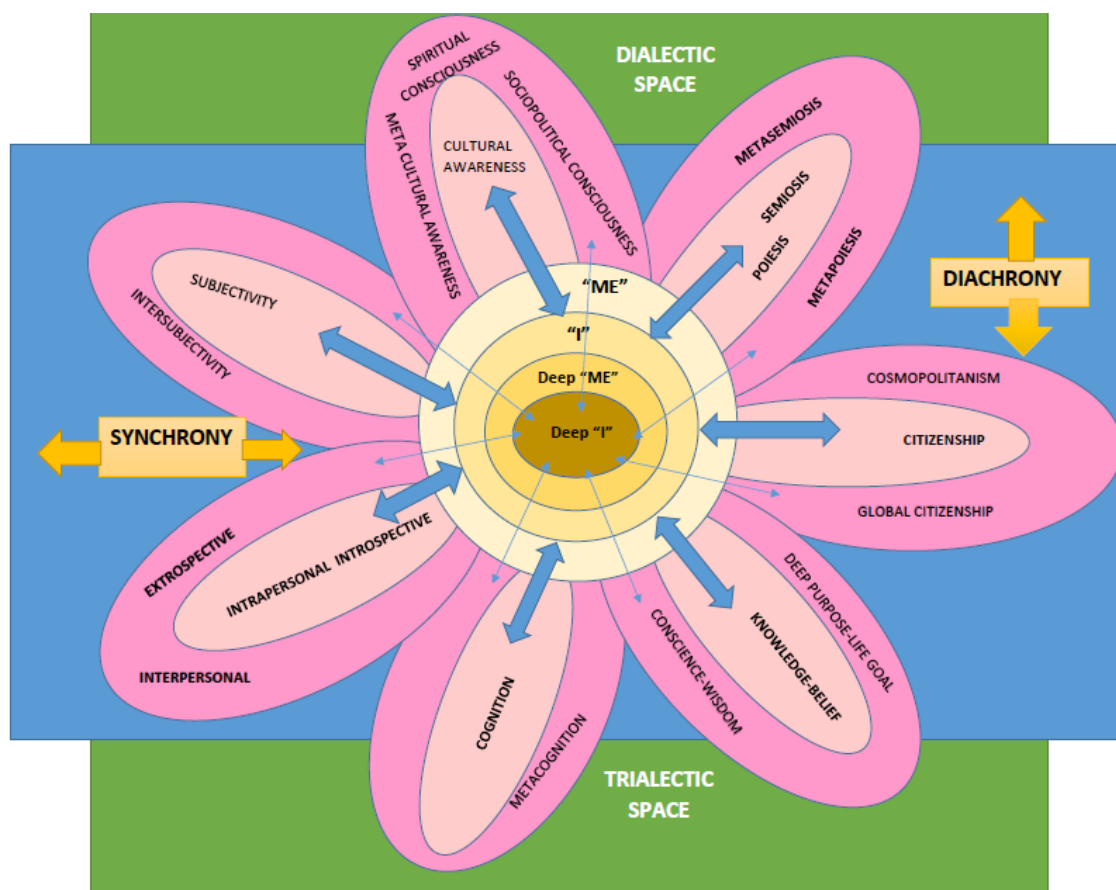 DIALECTIC
SPACE
SPIRITUAL
CONSCIOUSNESS
SOCIOPOLITICAL CONSCIOUSNESS
META CULTURAL AWARENESS
CULTURAL
AWARENESS
METASEMIOSIS
SEMIOSIS
POIESIS
METAPOIESIS
SUBJECTIVITY
INTERSUBJECTIVITY
"ME"
"I"
Deep "ME"
Deep "I"
DIACHRONY
COSMOPOLITANISM
CITIZENSHIP
GLOBAL CITIZENSHIP
SYNCHRONY
EXTROSPECTIVE
INTRAPERSONAL INTROSPECTIVE
INTERPERSONAL
COGNITION
METACOGNITION
DEEP PURPOSE-LIFE GOAL
KNOWLEDGE-BELIEF
CONSCIENCE-WISDOM
TRIALECTIC
SPACE